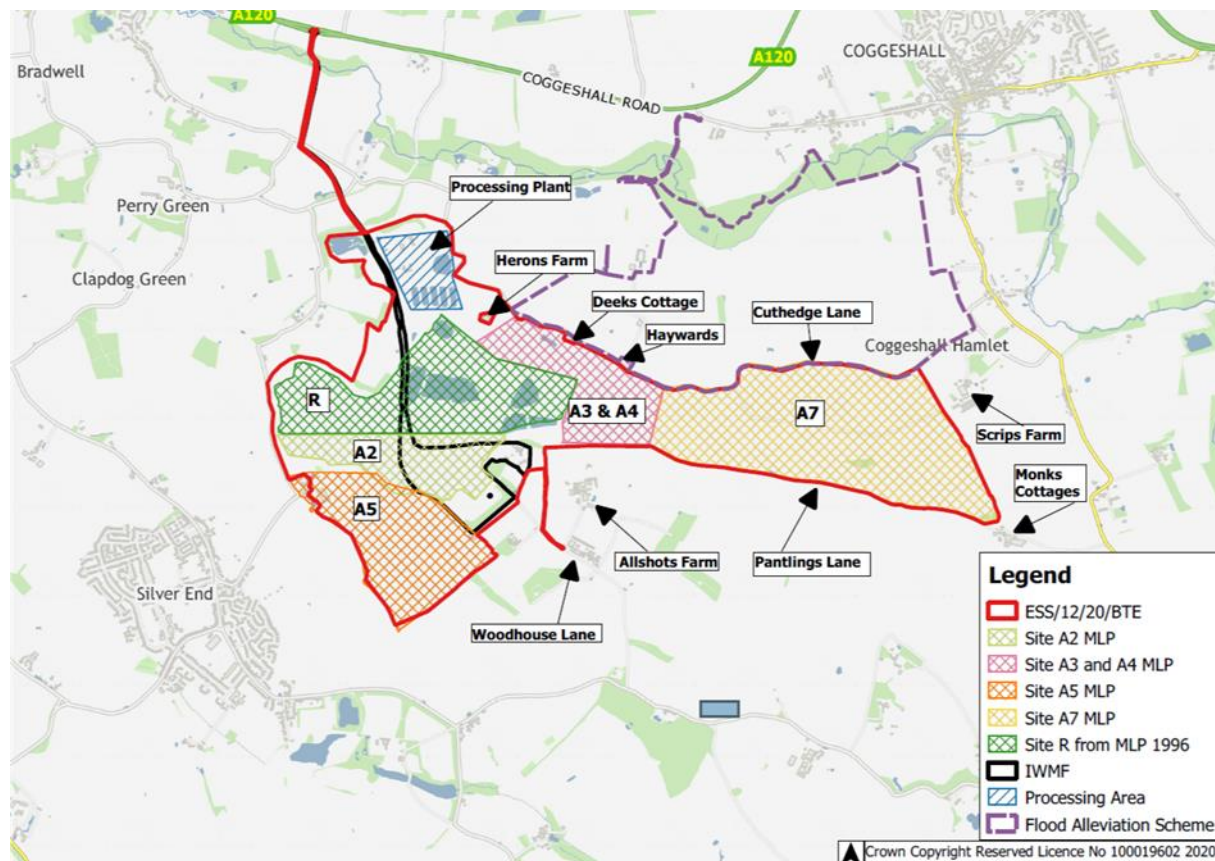 A120
Bradwell
COGGESHALL
A120
COGGESHALL ROAD
Processing Plant
Perry Green
Herons Farm
Clapdog Green
Deeks Cottage
Haywards
Cuthedge Lane
Coggeshall Hamlet
R
A3 & A4
A7
Scrips Farm
A2
Monks
Cottages
A5
Allshots Farm
Pantlings Lane
Silver End
Woodhouse Lane
Legend
ESS/12/20/BTE
Site A2 MLP
Site A3 and A4 MLP
Site A5 MLP
Site A7 MLP
Site R from MLP 1996
IWMF
Processing Area
Flood Alleviation Scheme
Crown Copyright Reserved Licence No 100019602 2020